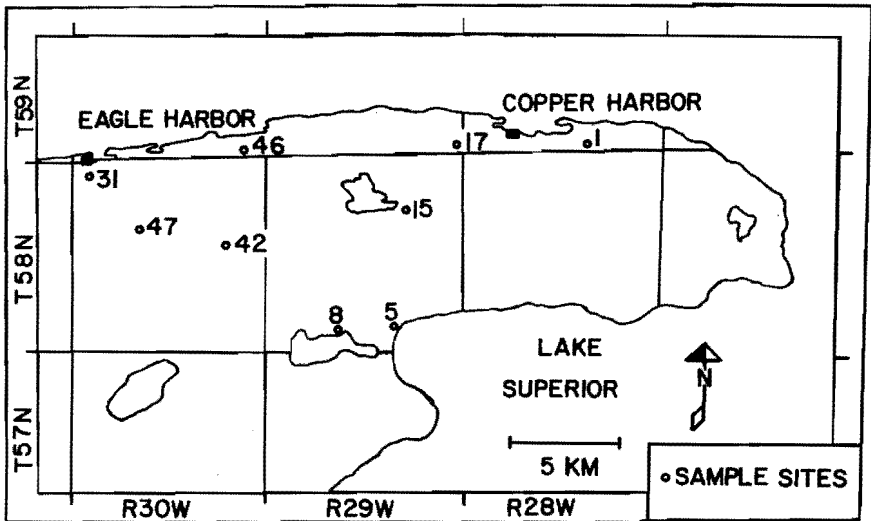 T59N
EAGLE HARBOR
COPPER HARBOR
46
17
1
31
15
47
42
T58N
8
5
LAKE
SUPERIOR
N
T57N
5 KM
SAMPLE SITES
R30W
R29W
R28W